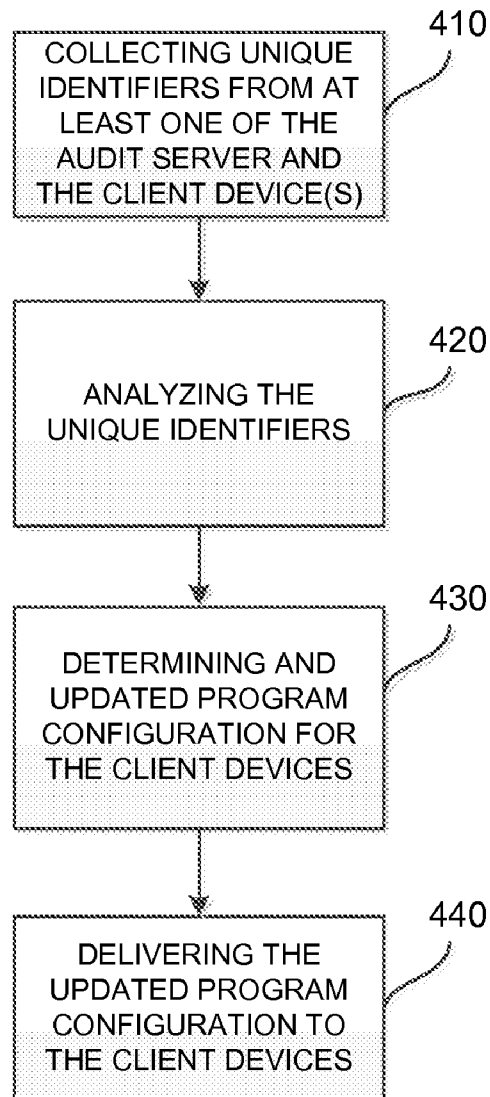 410
COLLECTING UNIQUE
IDENTIFIERS FROM AT
LEAST ONE OF THE
AUDIT SERVER AND
THE CLIENT DEVICE(S)
420
ANALYZING THE
UNIQUE IDENTIFIERS
430
DETERMINING AND
UPDATED PROGRAM
CONFIGURATION FOR
THE CLIENT DEVICES
440
DELIVERING THE
UPDATED PROGRAM
CONFIGURATION TO
THE CLIENT DEVICES